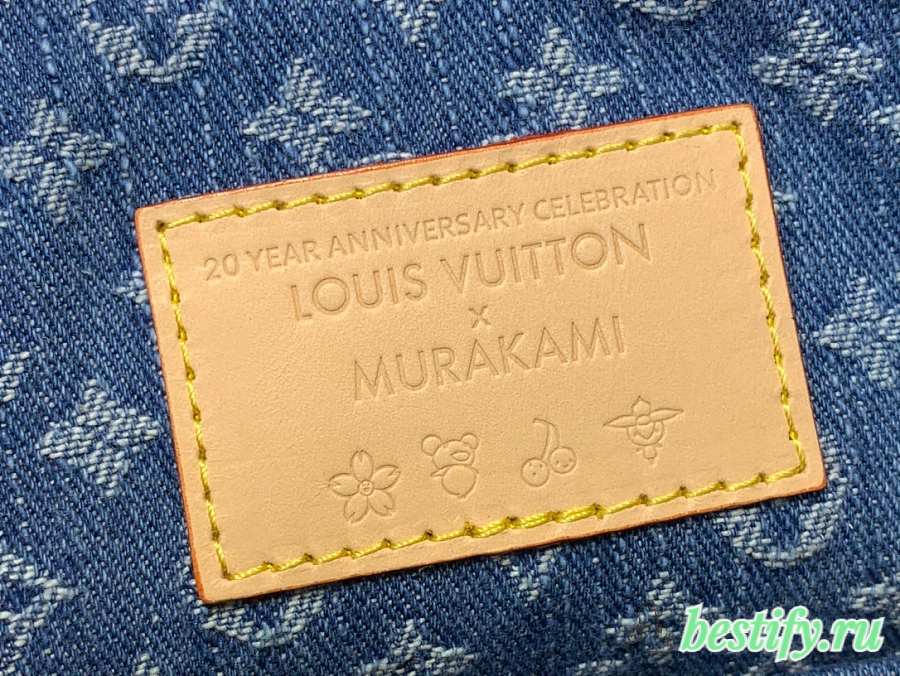 20 YEAR ANNIVERSARY CELEBRATION
LOUIS VUITTON
x
MURAKAMI
bestify.ru